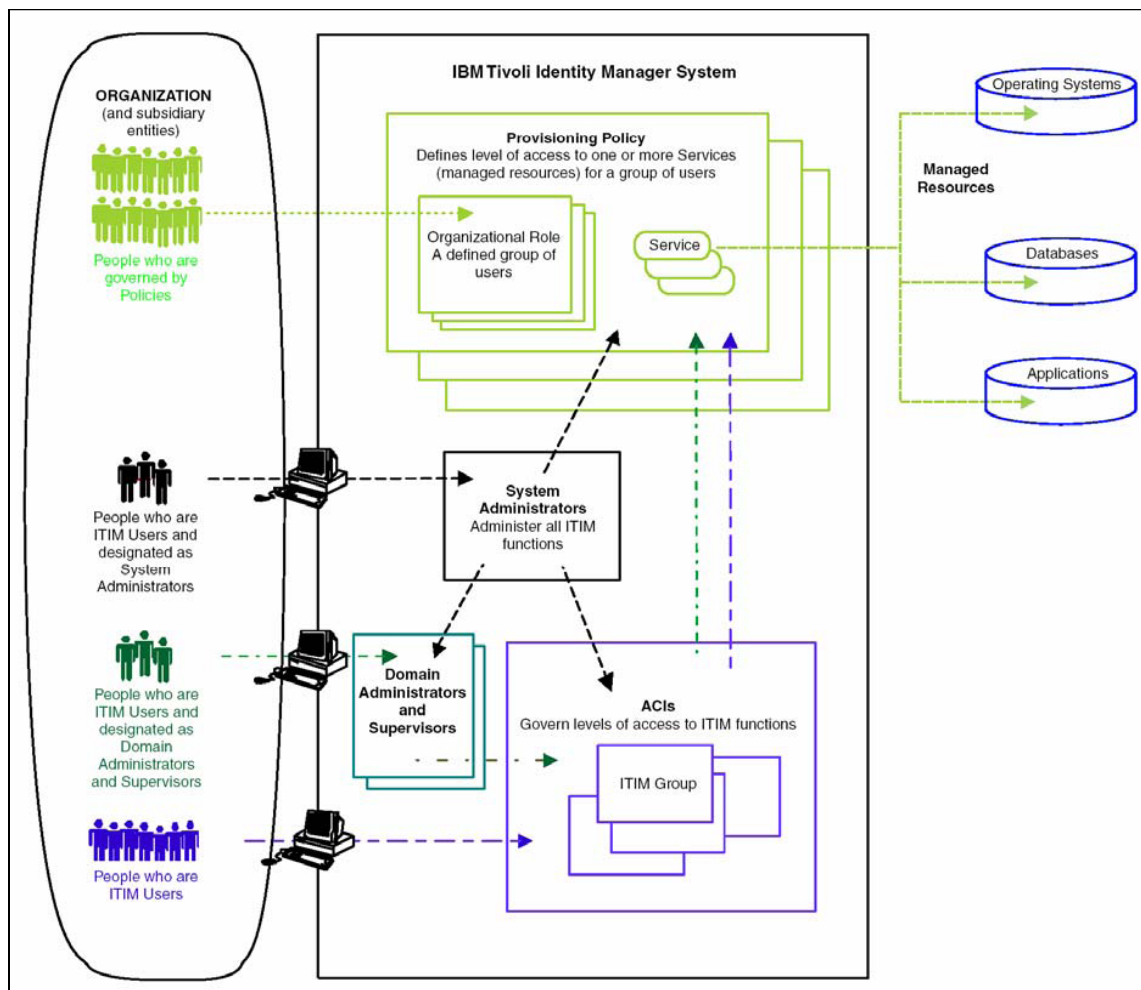 IBM Tivoli Identity Manager System
ORGANIZATION
(and subsidiary
entities)
People who are
governed by
Policies
Provisioning Policy
Defines level of access to one or more Services
(managed resources) for a group of users
Organizational Role
A defined group of
users
Service
Operating Systems
Managed
Resources
Databases
Applications
People who are
ITIM Users and
designated as
System
Administrators
System
Administrators
Administer all ITIM
functions
People who are
ITIM Users and
designated as
Domain
Administrators
and Supervisors
Domain
Administrators
and
Supervisors
ACIs
Govern levels of access to ITIM functions
ITIM Group
People who are
ITIM Users